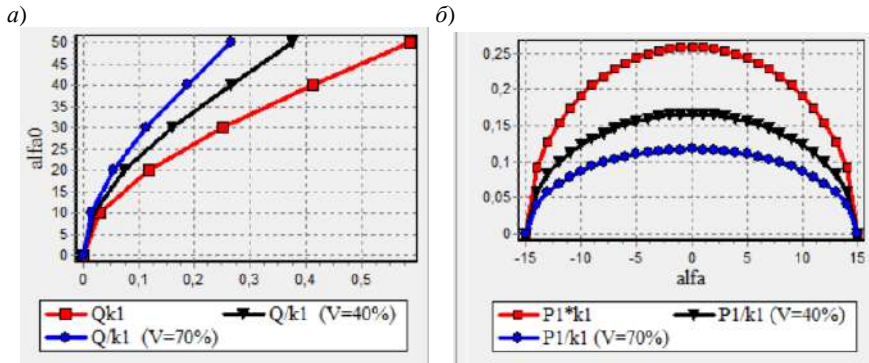 а) б)
50
45
40
35
30
25
20
15
10
5
0
alfa0
0 0,1 0,2 0,3 0,4 0,5
Qk1 Q/k1 (V=40%)
Q/k1 (V=70%)
0,25
0,2
0,15
0,1
0,05
0
-15 -10 -5 0 5 10 15
alfa
P1*k1 P1/k1 (V=40%)
P1/k1 (V=70%)